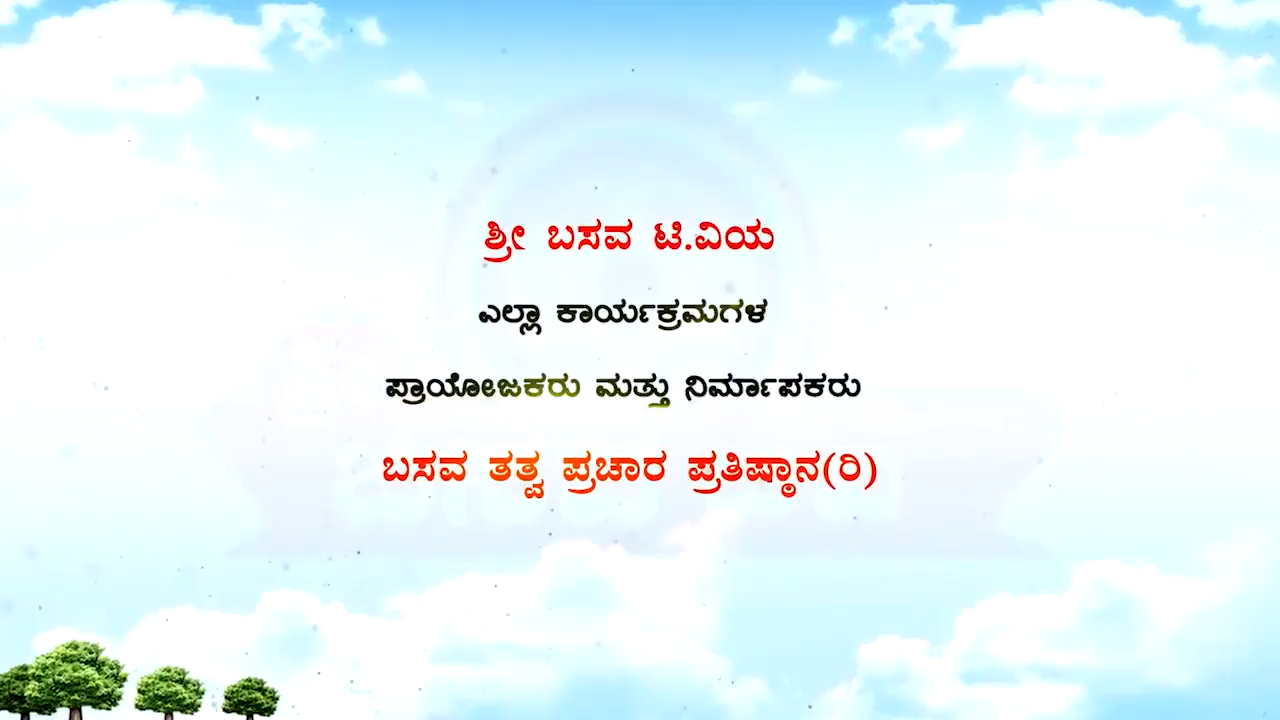 ಶ್ರೀ ಬಸವ ಟಿ.ವಿಯ
ಎಲ್ಲಾ ಕಾರ್ಯಕ್ರಮಗಳ
ಪ್ರಾಯೋಜಕರು ಮತ್ತು ನಿರ್ಮಾಪಕರು
ಬಸವ ತತ್ವ ಪ್ರಚಾರ ಪ್ರತಿಷ್ಠಾನ(ರಿ)